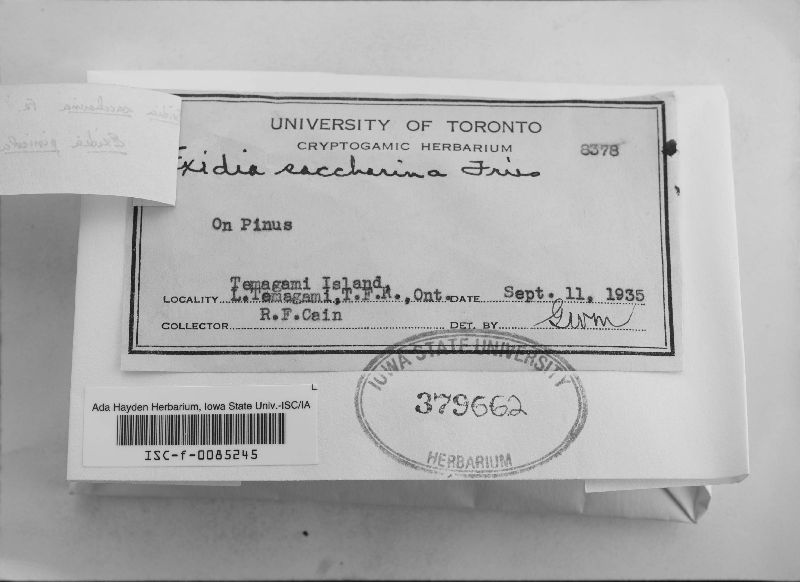 UNIVERSITY OF TORONTO
CRYPTOGAMIC HERBARIUM
8378
Exidia saccharina Fries
On Pinus
Temagami Island,
LOCALITY L.Temagami,T.F.R.,Ont. DATE Sept. 11, 1935
COLLECTOR R.F.Cain DET. BY GWM
IOWA STATE UNIVERSITY
379662
HERBARIUM
Ada Hayden Herbarium, Iowa State Univ.-ISC/IA
ISC-f-0085245